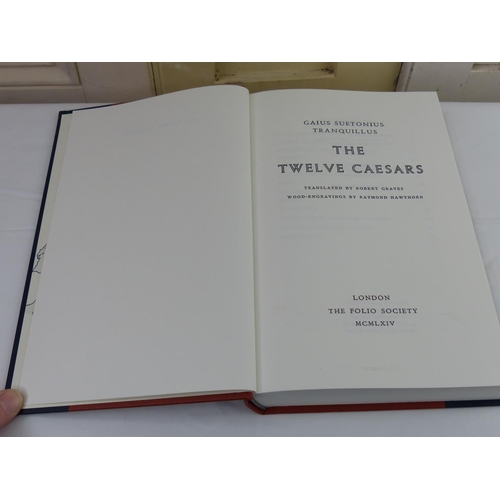 GAIUS SUETONIUS
TRANQUILLUS
THE
TWELVE CAESARS
TRANSLATED BY ROBERT GRAVES
WOOD-ENGRAVINGS BY RAYMOND HAWTHORN
LONDON
THE FOLIO SOCIETY
MCMLXIV